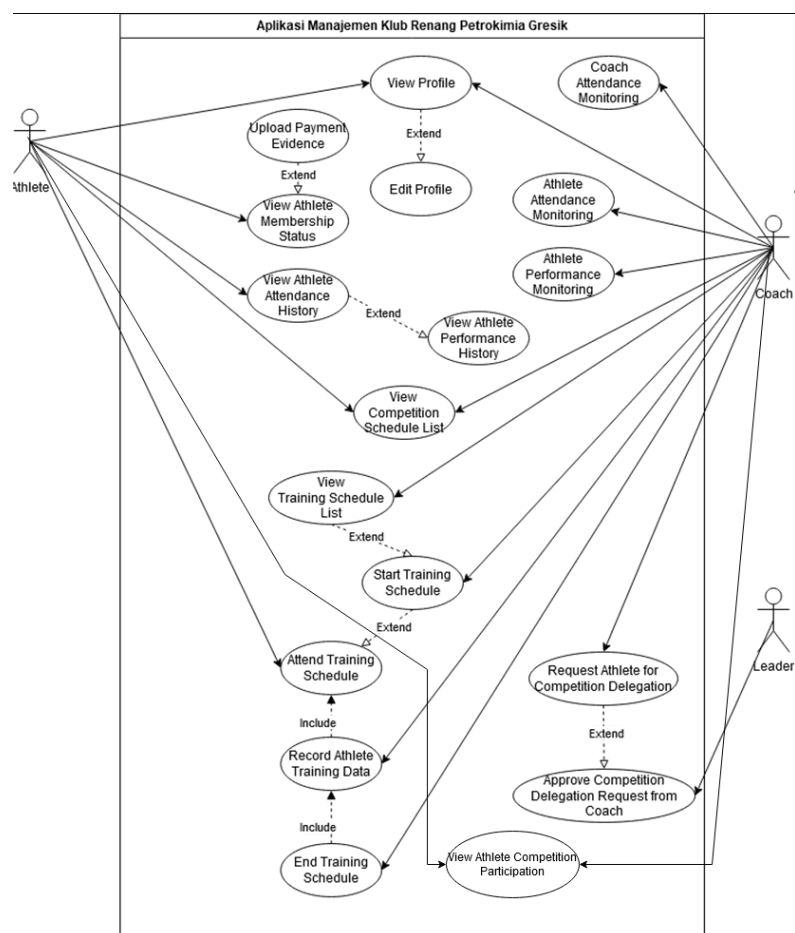 Aplikasi Manajemen Klub Renang Petrokimia Gresik
View Profile
Coach
Attendance
Monitoring
Upload Payment
Evidence
Extend
Extend
Athlete
Edit Profile
View Athlete
Membership
Status
Athlete
Attendance
Monitoring
View Athlete
Attendance
History
Athlete
Performance
Monitoring
Coach
Extend
View Athlete
Performance
History
View
Competition
Schedule List
View
Training Schedule
List
Extend
Start Training
Schedule
Extend
Attend Training
Schedule
Request Athlete for
Competition Delegation
Leader
Include
Extend
Record Athlete
Training Data
Approve Competition
Delegation Request from
Coach
Include
End Training
Schedule
View Athlete Competition
Participation